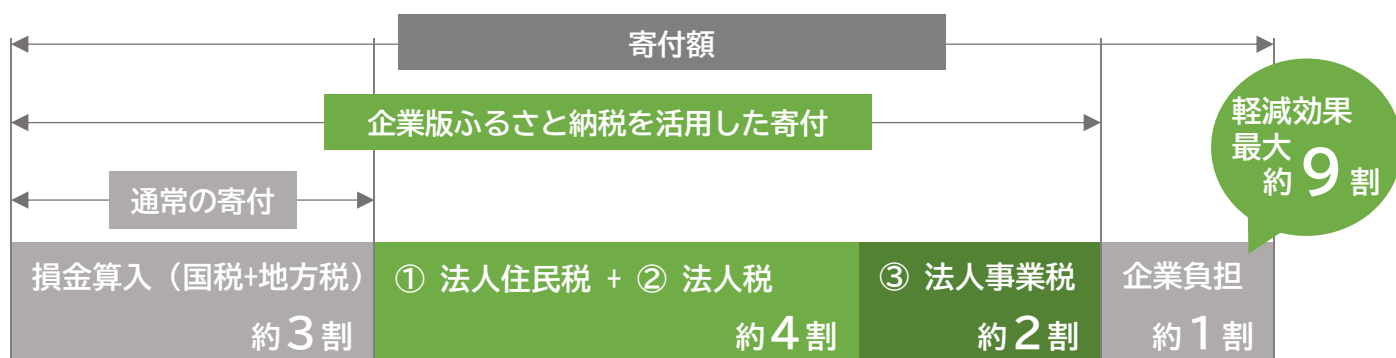 寄付額
企業版ふるさと納税を活用した寄付
軽減効果
最大
約9割
通常の寄付
損金算入（国税+地方税）
約3割
① 法人住民税 + ② 法人税
約4割
③ 法人事業税
約2割
企業負担
約1割